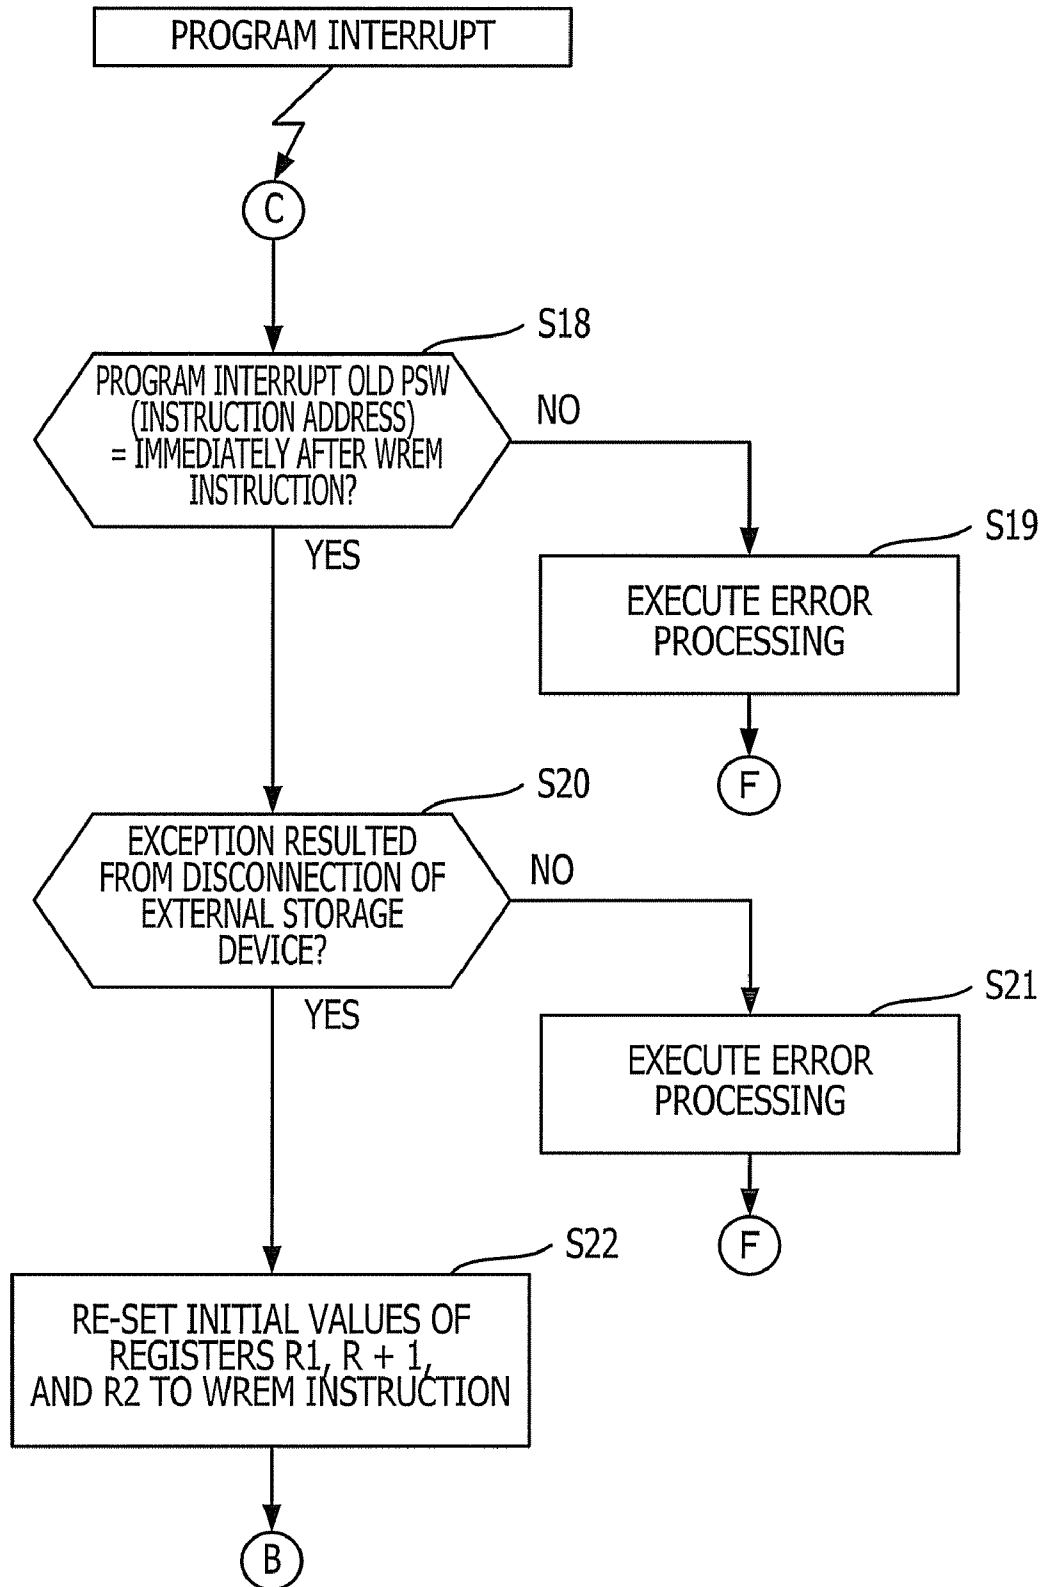 PROGRAM INTERRUPT
C
S18
PROGRAM INTERRUPT OLD PSW
(INSTRUCTION ADDRESS)
= IMMEDIATELY AFTER WREM
INSTRUCTION?
NO
YES
S19
EXECUTE ERROR
PROCESSING
F
S20
EXCEPTION RESULTED
FROM DISCONNECTION OF
EXTERNAL STORAGE
DEVICE?
NO
YES
S21
EXECUTE ERROR
PROCESSING
F
S22
RE-SET INITIAL VALUES OF
REGISTERS R1, R + 1,
AND R2 TO WREM INSTRUCTION
B